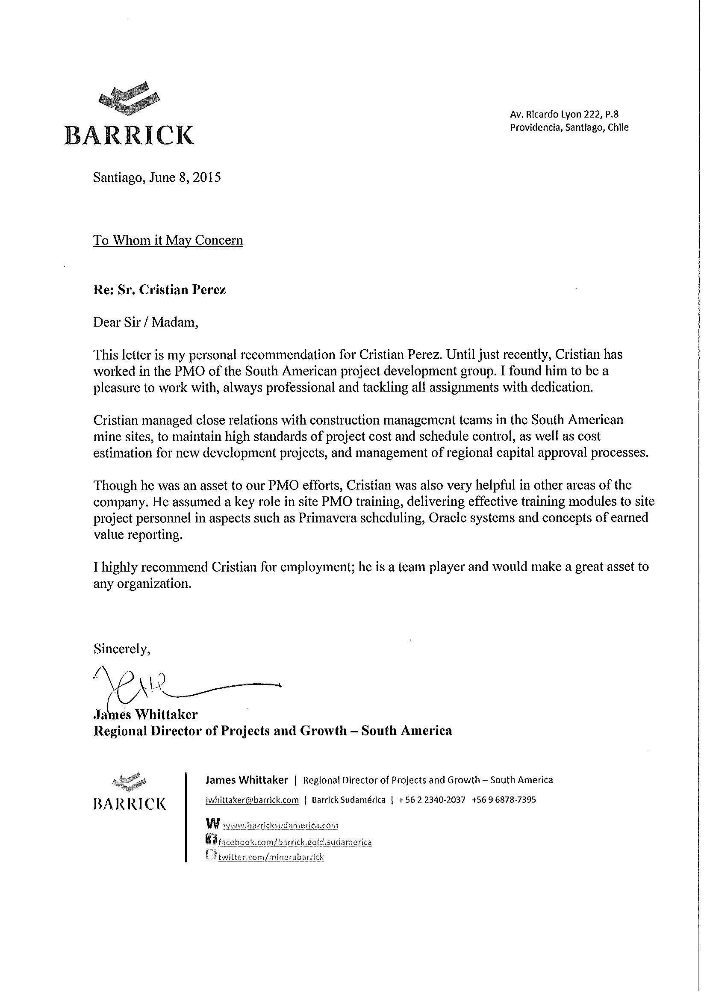 BARRICK
Av. Ricardo Lyon 222, P.8
Providencia, Santiago, Chile
Santiago, June 8, 2015
To Whom it May Concern
Re: Sr. Cristian Perez
Dear Sir / Madam,
This letter is my personal recommendation for Cristian Perez. Until just recently, Cristian has
worked in the PMO of the South American project development group. I found him to be a
pleasure to work with, always professional and tackling all assignments with dedication.
Cristian managed close relations with construction management teams in the South American
mine sites, to maintain high standards of project cost and schedule control, as well as cost
estimation for new development projects, and management of regional capital approval processes.
Though he was an asset to our PMO efforts, Cristian was also very helpful in other areas of the
company. He assumed a key role in site PMO training, delivering effective training modules to site
project personnel in aspects such as Primavera scheduling, Oracle systems and concepts of earned
value reporting.
I highly recommend Cristian for employment; he is a team player and would make a great asset to
any organization.
Sincerely,
James Whittaker
Regional Director of Projects and Growth – South America
BARRICK
James Whittaker | Regional Director of Projects and Growth – South America
jwhittaker@barrick.com | Barrick Sudamérica | + 56 2 2340-2037 +56 9 6878-7395
W www.barricksudamerica.com
facebook.com/barrick.gold.sudamerica
twitter.com/minerabarrick